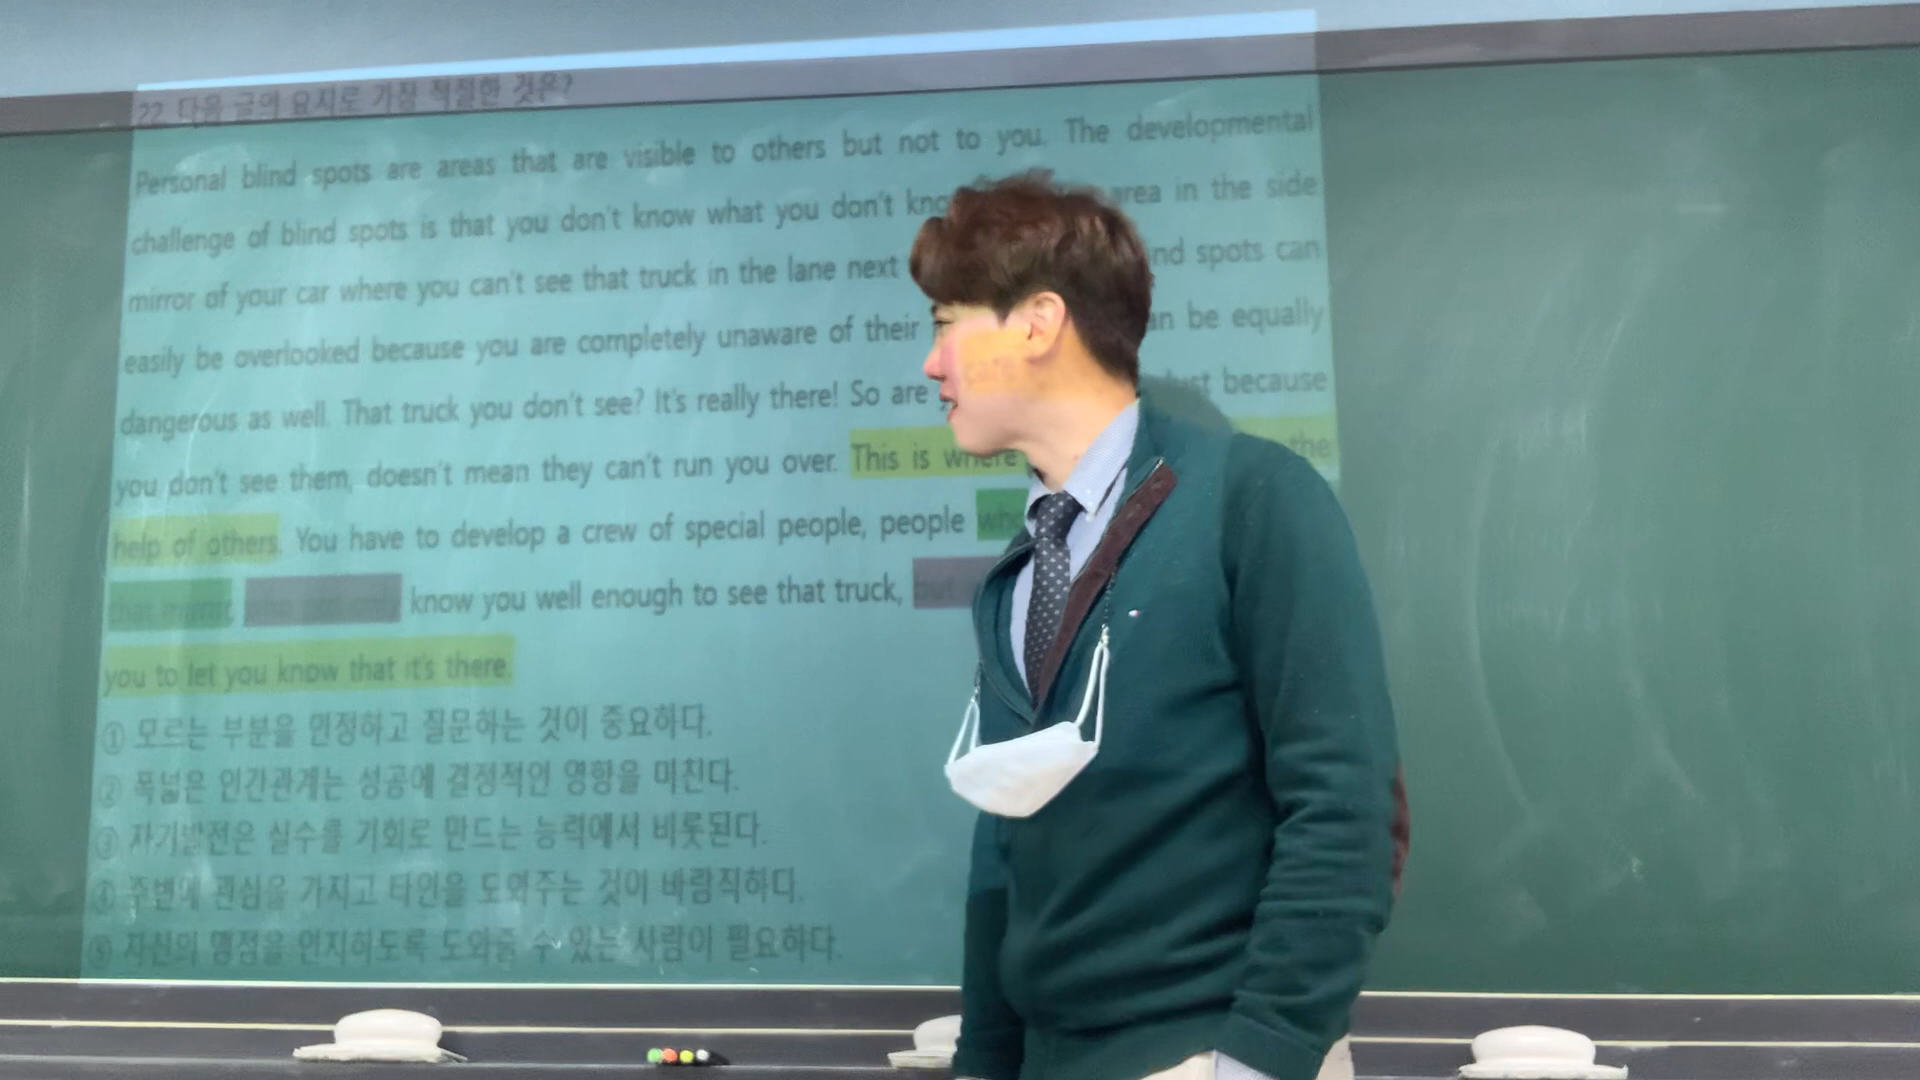 22. 다음 글의 요지로 가장 적절한 것은?
Personal blind spots are areas that are visible to others but not to you. The developmental
challenge of blind spots is that you don't know what you don't area in the side
mirror of your car where you can't see that truck in the lane next spots can
easily be overlooked because you are completely unaware of their be equally
dangerous as well. That truck you don't see? It's really there! So are because
you don't see them, doesn't mean they can't run you over. This is where the
help of others. You have to develop a crew of special people, people who
that mirror, who not only know you well enough to see that truck, but
you to let you know that it's there.
① 모르는 부분을 인정하고 질문하는 것이 중요하다.
② 폭넓은 인간관계는 성공에 결정적인 영향을 미친다.
③ 자기발전은 실수를 기회로 만드는 능력에서 비롯된다.
④ 주변에 관심을 가지고 타인을 도와주는 것이 바람직하다.
⑤ 자신의 맹점을 인지하도록 도와줄 수 있는 사람이 필요하다.